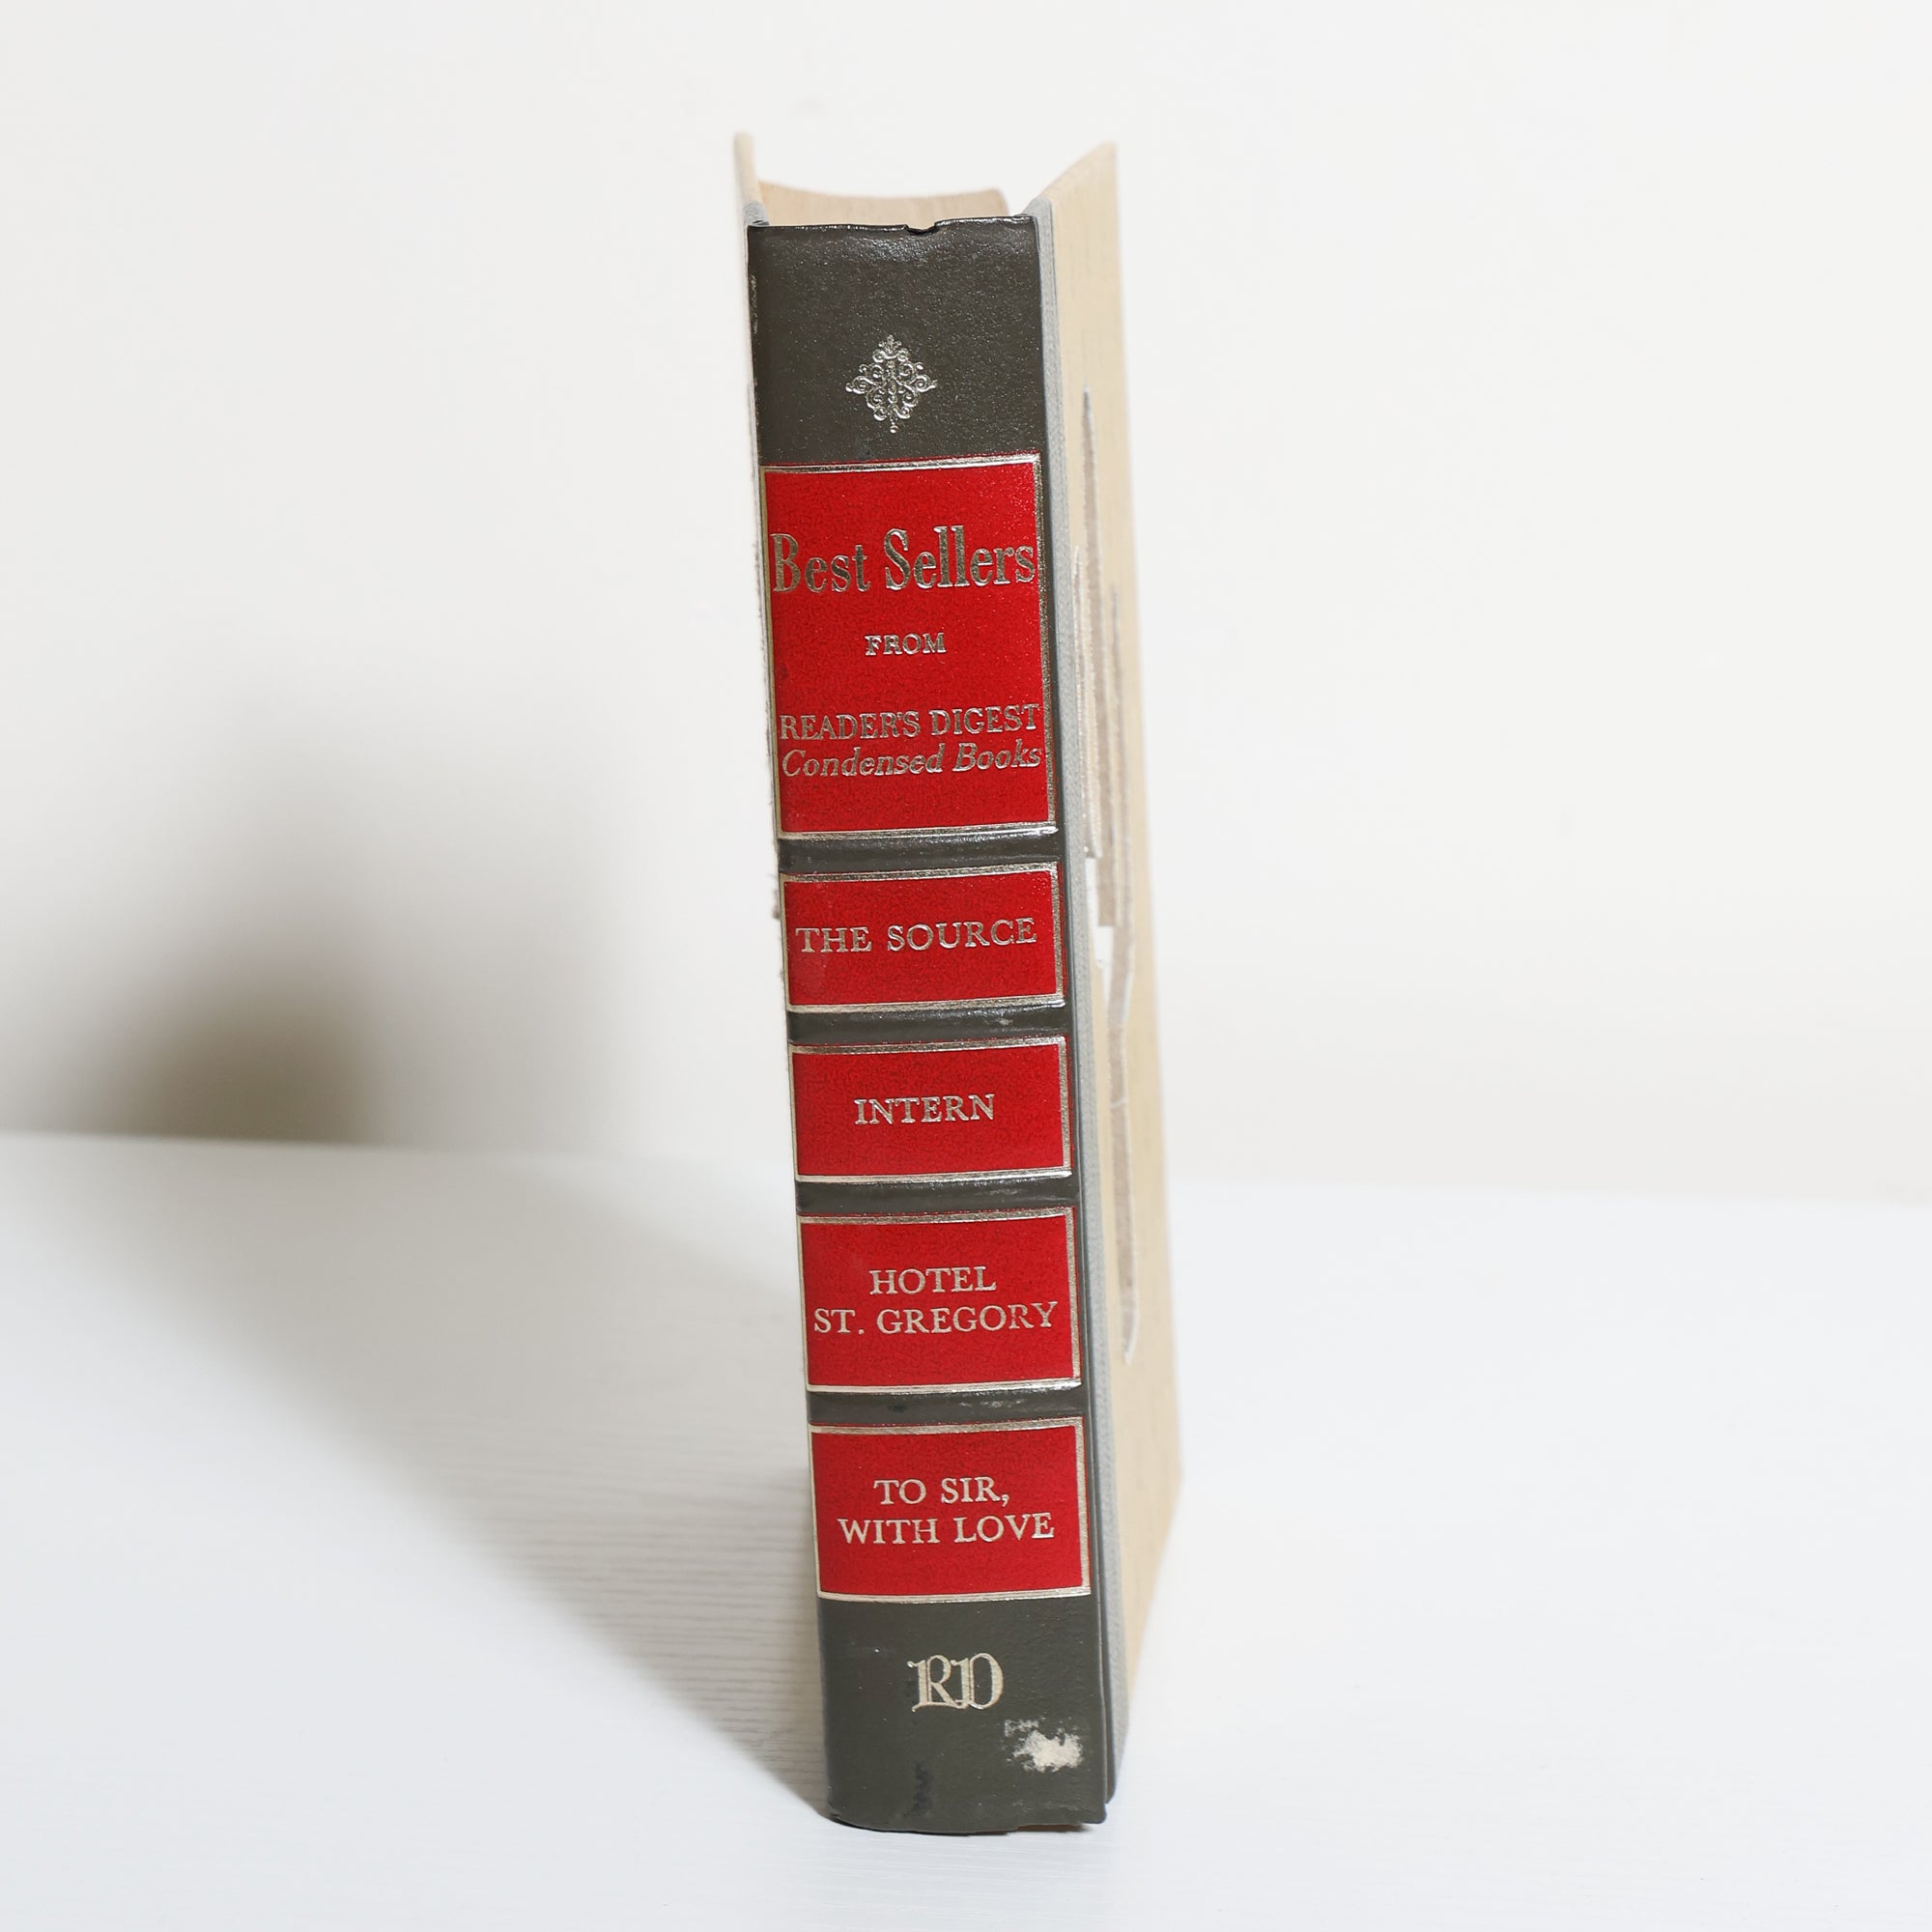 Best Sellers
FROM
READER'S DIGEST
Condensed Books
THE SOURCE
INTERN
HOTEL
ST. GREGORY
TO SIR,
WITH LOVE
RD